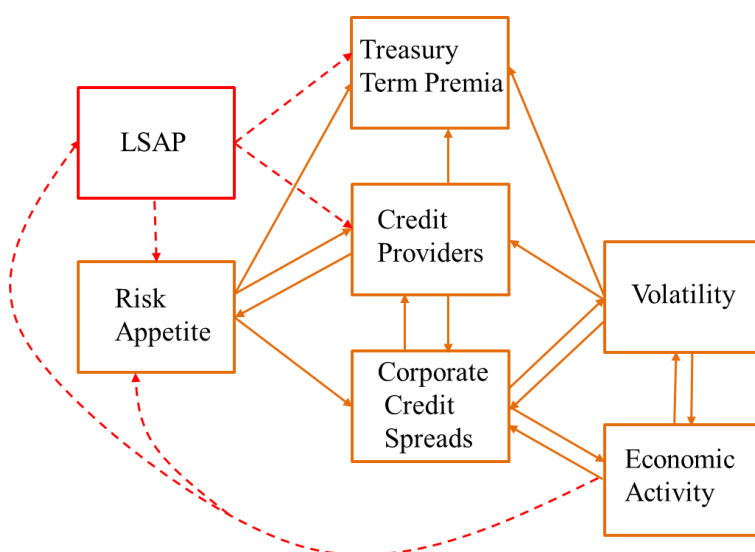 Treasury
Term Premia
LSAP
Credit
Providers
Risk
Appetite
Volatility
Corporate
Credit
Spreads
Economic
Activity